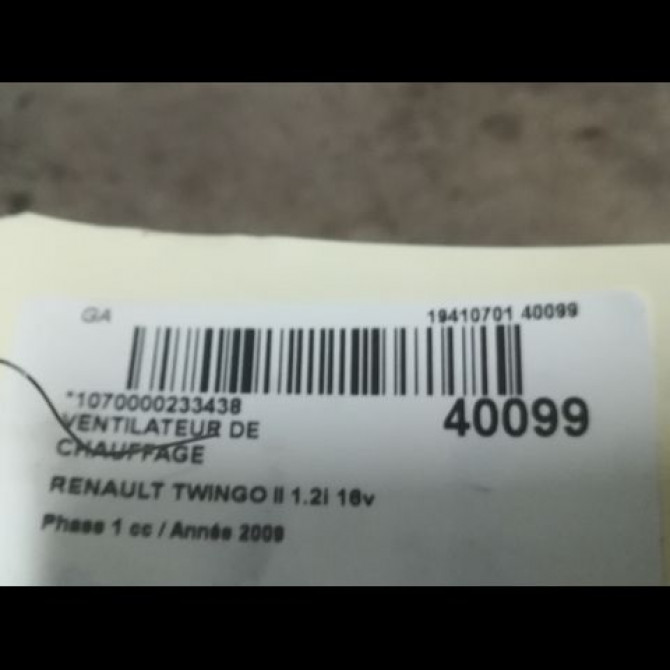 GA 19410701 40099
*1070000233438 40099
VENTILATEUR DE
CHAUFFAGE
RENAULT TWINGO II 1.2i 16v
Phase 1 cc / Année 2009